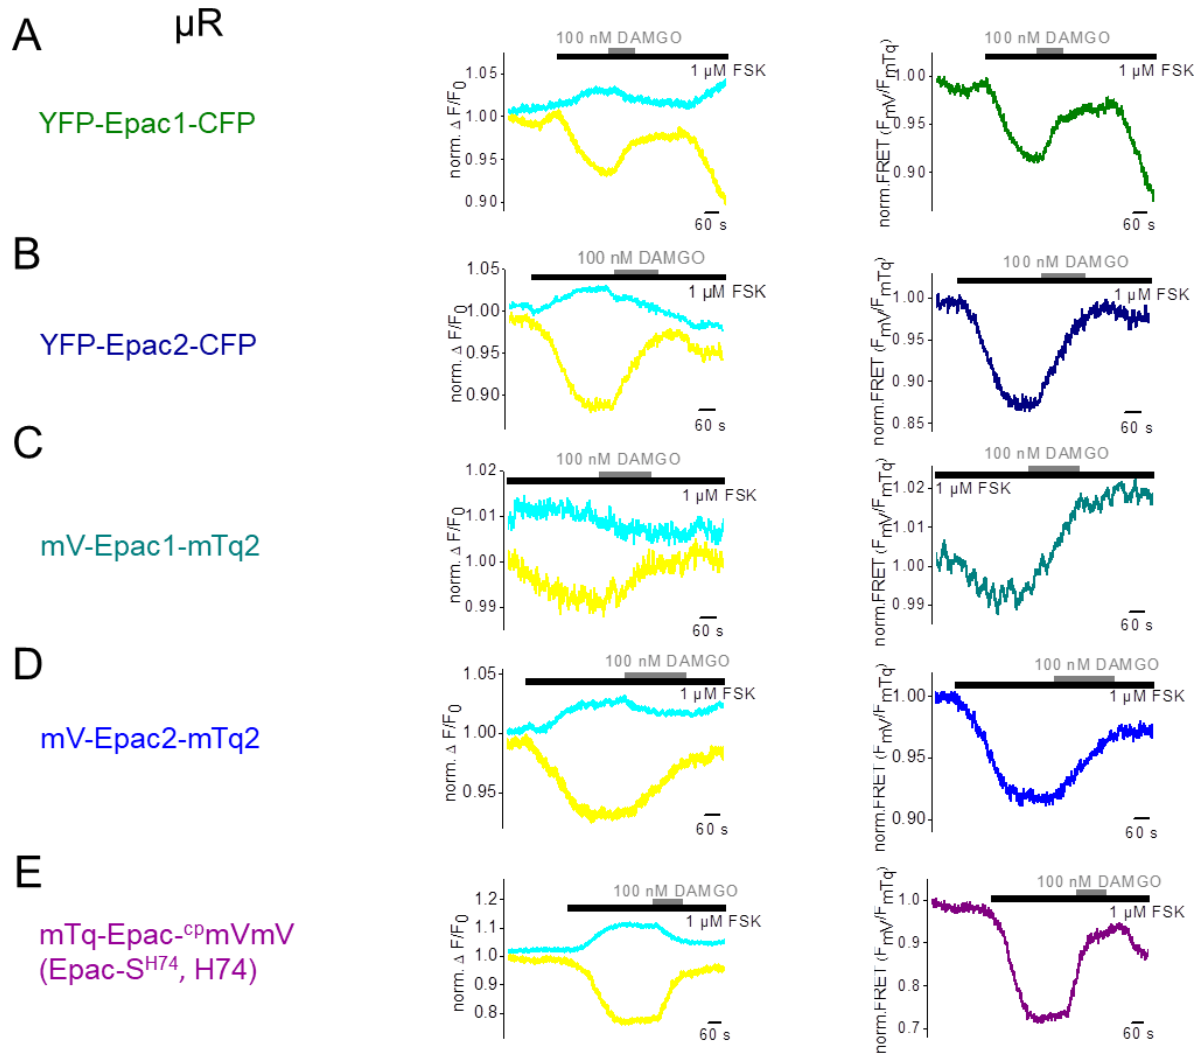 A
μR
YFP-Epac1-CFP
100 nM DAMGO
1 µM FSK
norm. Δ F/F0
1.05
1.00
0.95
0.90
60 s
100 nM DAMGO
1 µM FSK
norm.FRET (FmV/FmTq)
1.00
0.95
0.90
60 s
B
YFP-Epac2-CFP
100 nM DAMGO
1 µM FSK
norm. Δ F/F0
1.05
1.00
0.95
0.90
60 s
100 nM DAMGO
1 µM FSK
norm.FRET (FmV/FmTq)
1.00
0.95
0.90
0.85
60 s
C
mV-Epac1-mTq2
100 nM DAMGO
1 µM FSK
norm. Δ F/F0
1.02
1.01
1.00
0.99
60 s
100 nM DAMGO
1 µM FSK
norm.FRET (FmV/FmTq)
1.02
1.01
1.00
0.99
60 s
D
mV-Epac2-mTq2
100 nM DAMGO
1 µM FSK
norm. Δ F/F0
1.05
1.00
0.95
60 s
100 nM DAMGO
1 µM FSK
norm.FRET (FmV/FmTq)
1.00
0.95
0.90
60 s
E
mTq-Epac-cpmVmV
(Epac-SH74, H74)
100 nM DAMGO
1 µM FSK
norm. Δ F/F0
1.2
1.1
1.0
0.9
0.8
60 s
100 nM DAMGO
1 µM FSK
norm.FRET (FmV/FmTq)
1.0
0.9
0.8
0.7
60 s